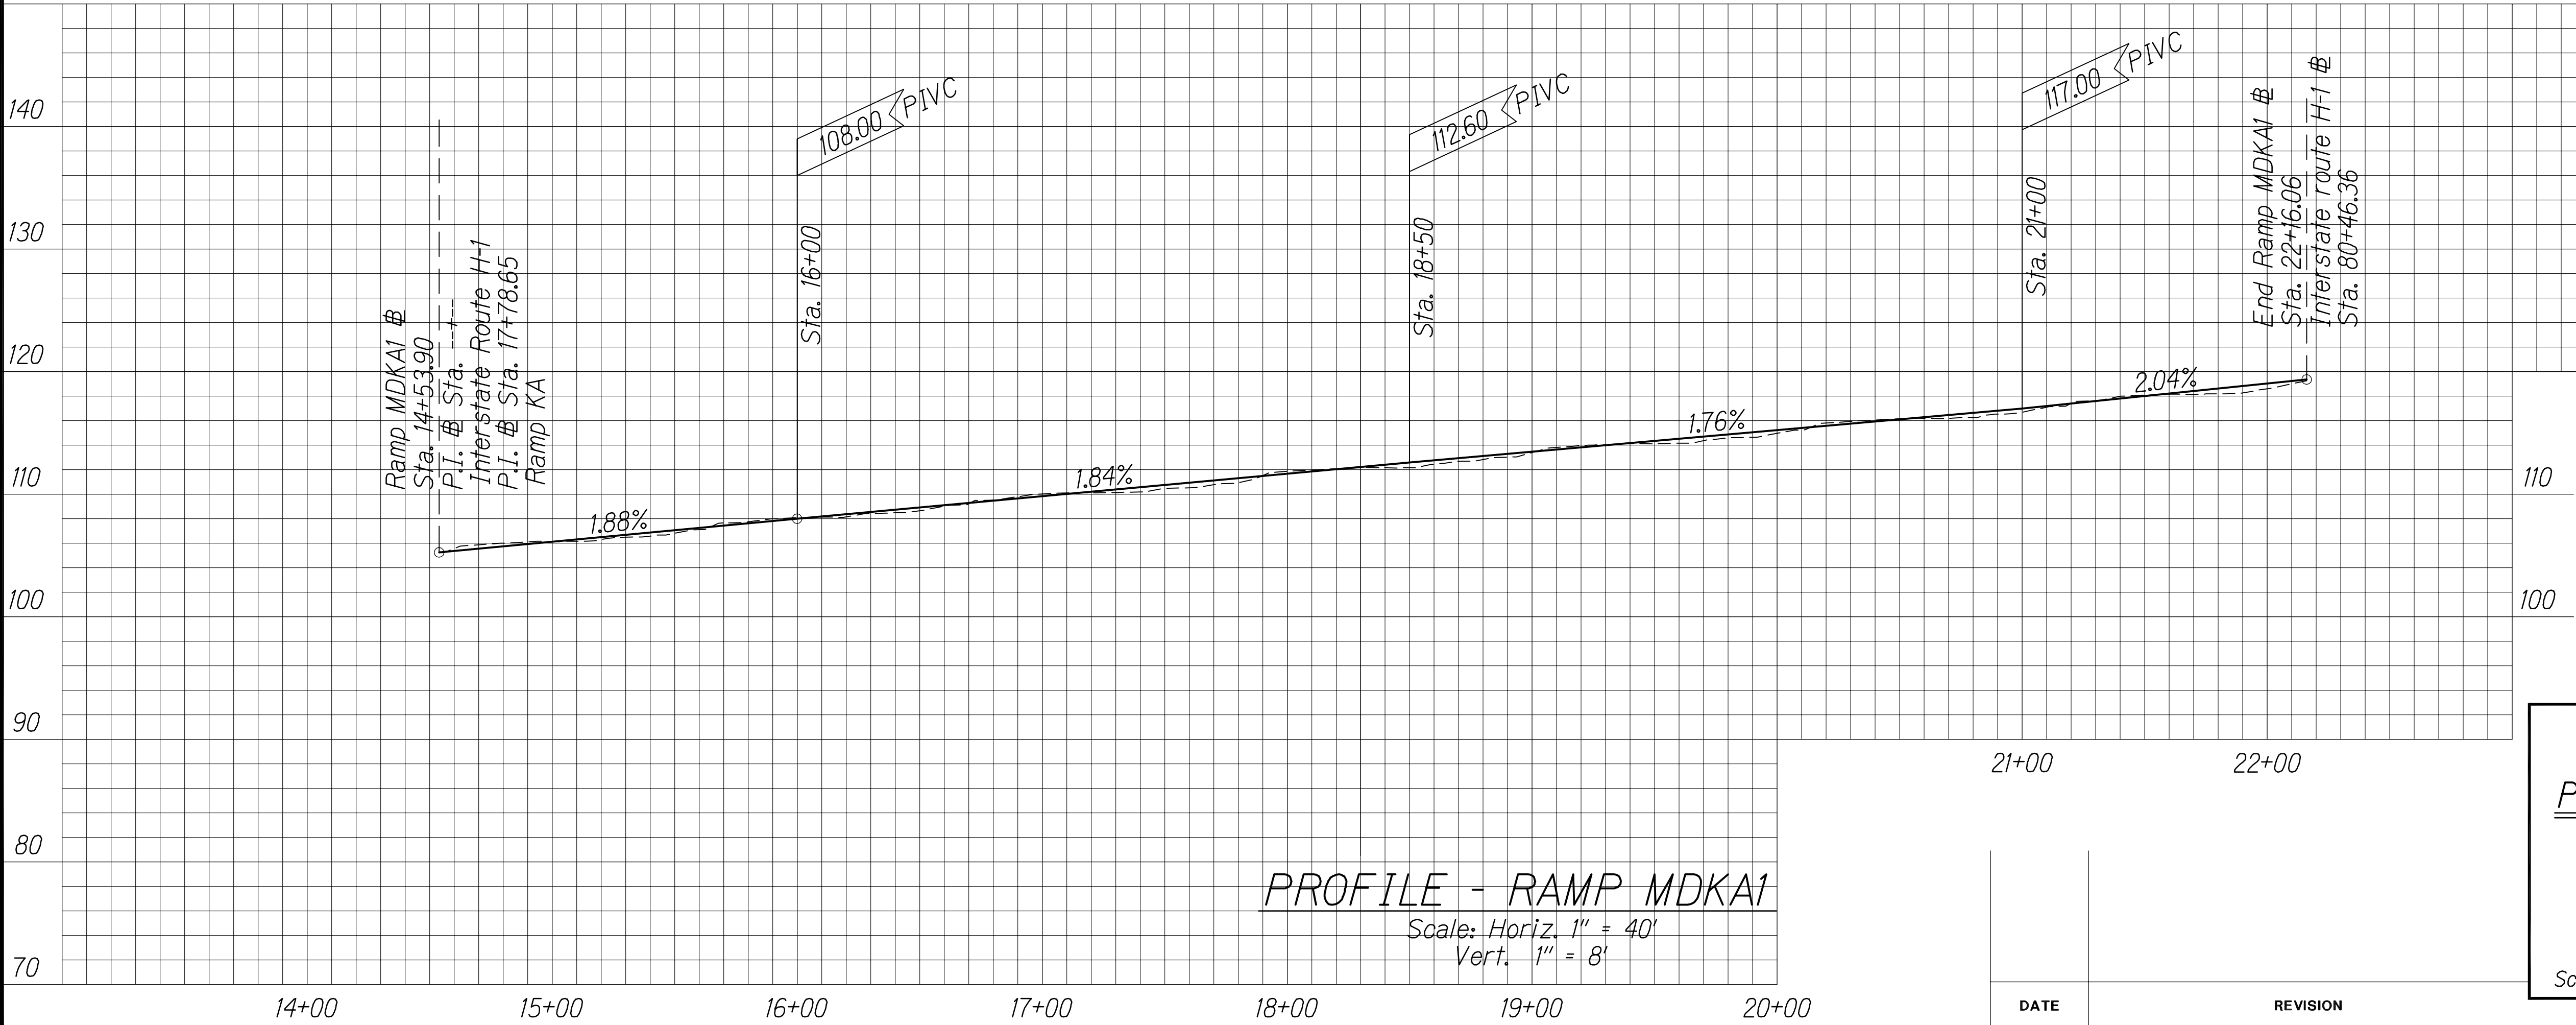 140
130
120
110
100
90
80
70
108.00 PIVC
Sta. 16+00
112.60 PIVC
Sta. 18+50
117.00 PIVC
Sta. 21+00
Ramp MDKA1 B
Sta. 14+53.90
P.I. B Sta. ---+---
Interstate Route H-1
P.I. B Sta. 17+78.65
Ramp KA
End Ramp MDKA1 B
Sta. 22+16.06
Interstate route H-1 B
Sta. 80+46.36
1.88%
1.84%
1.76%
2.04%
110
100
21+00 22+00
PROFILE - RAMP MDKA1
Scale: Horiz. 1" = 40'
Vert. 1" = 8'
14+00 15+00 16+00 17+00 18+00 19+00 20+00
DATE REVISION
P
Sc